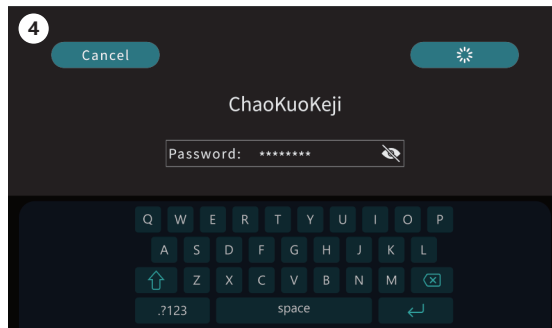 4
Cancel
ChaoKuoKeji
Password: ********
Q W E R T Y U I O P
A S D F G H J K L
Z X C V B N M
.?123 space